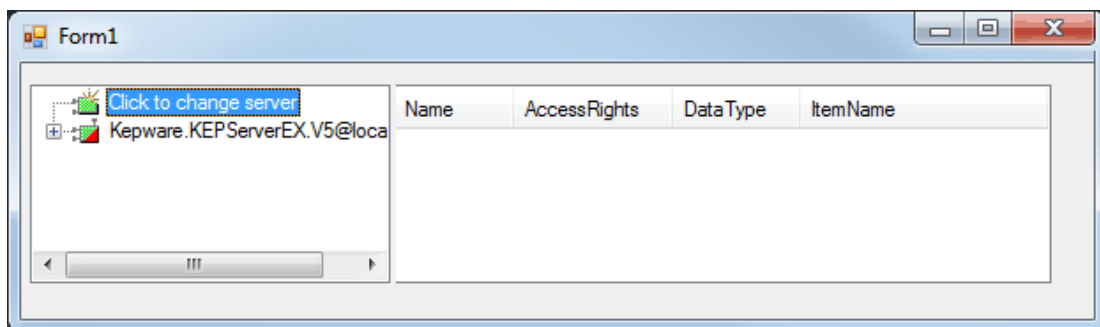 Form1
Click to change server
Name AccessRights DataType ItemName
Kepware.KEPServerEX.V5@loca